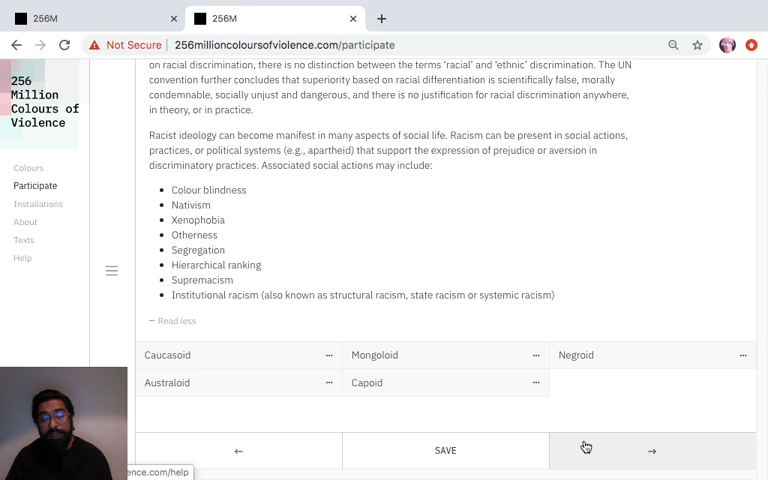 256M
256M
Not Secure | 256millioncoloursofviolence.com/participate
256
Million
Colours of
Violence
Colours
Participate
Installations
About
Texts
Help
on racial discrimination, there is no distinction between the terms ‘racial’ and ‘ethnic’ discrimination. The UN
convention further concludes that superiority based on racial differentiation is scientifically false, morally
condemnable, socially unjust and dangerous, and there is no justification for racial discrimination anywhere,
in theory, or in practice.
Racist ideology can become manifest in many aspects of social life. Racism can be present in social actions,
practices, or political systems (e.g., apartheid) that support the expression of prejudice or aversion in
discriminatory practices. Associated social actions may include:
• Colour blindness
• Nativism
• Xenophobia
• Otherness
• Segregation
• Hierarchical ranking
• Supremacism
• Institutional racism (also known as structural racism, state racism or systemic racism)
— Read less
Caucasoid ··· Mongoloid ··· Negroid ···
Australoid ··· Capoid ···
← SAVE →
ence.com/help